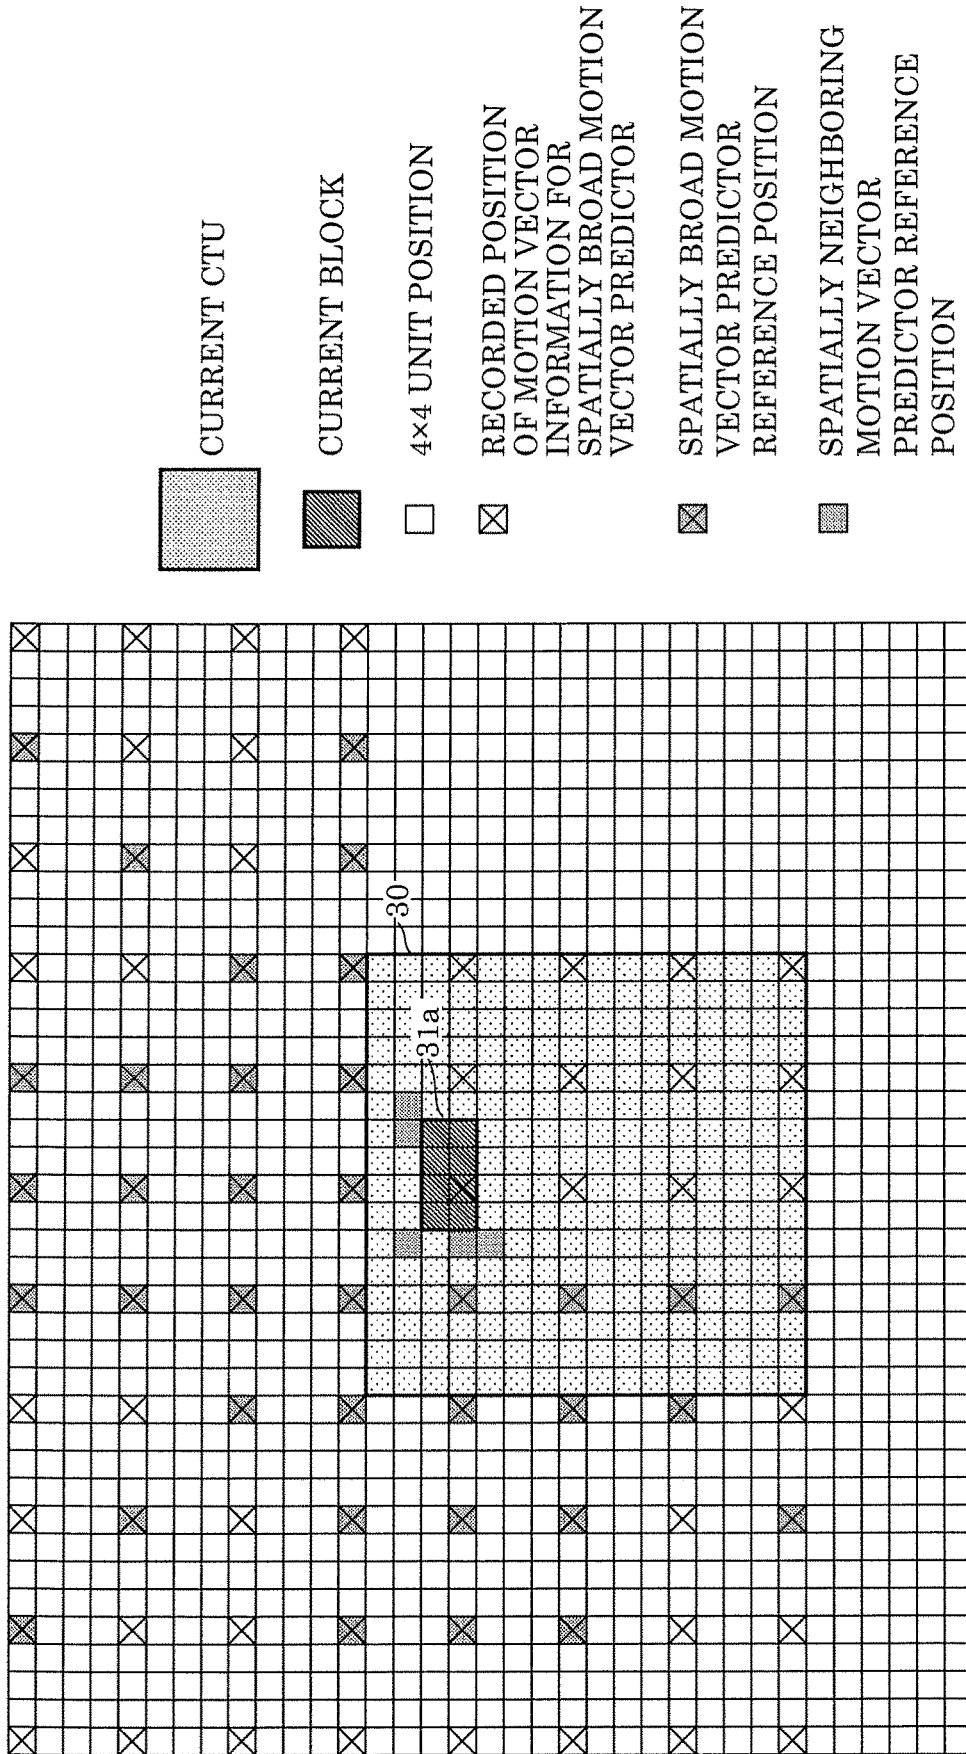 CURRENT CTU
CURRENT BLOCK
4×4 UNIT POSITION
RECORDED POSITION
OF MOTION VECTOR
INFORMATION FOR
SPATIALLY BROAD MOTION
VECTOR PREDICTOR
SPATIALLY BROAD MOTION
VECTOR PREDICTOR
REFERENCE POSITION
SPATIALLY NEIGHBORING
MOTION VECTOR
PREDICTOR REFERENCE
POSITION
30
31a